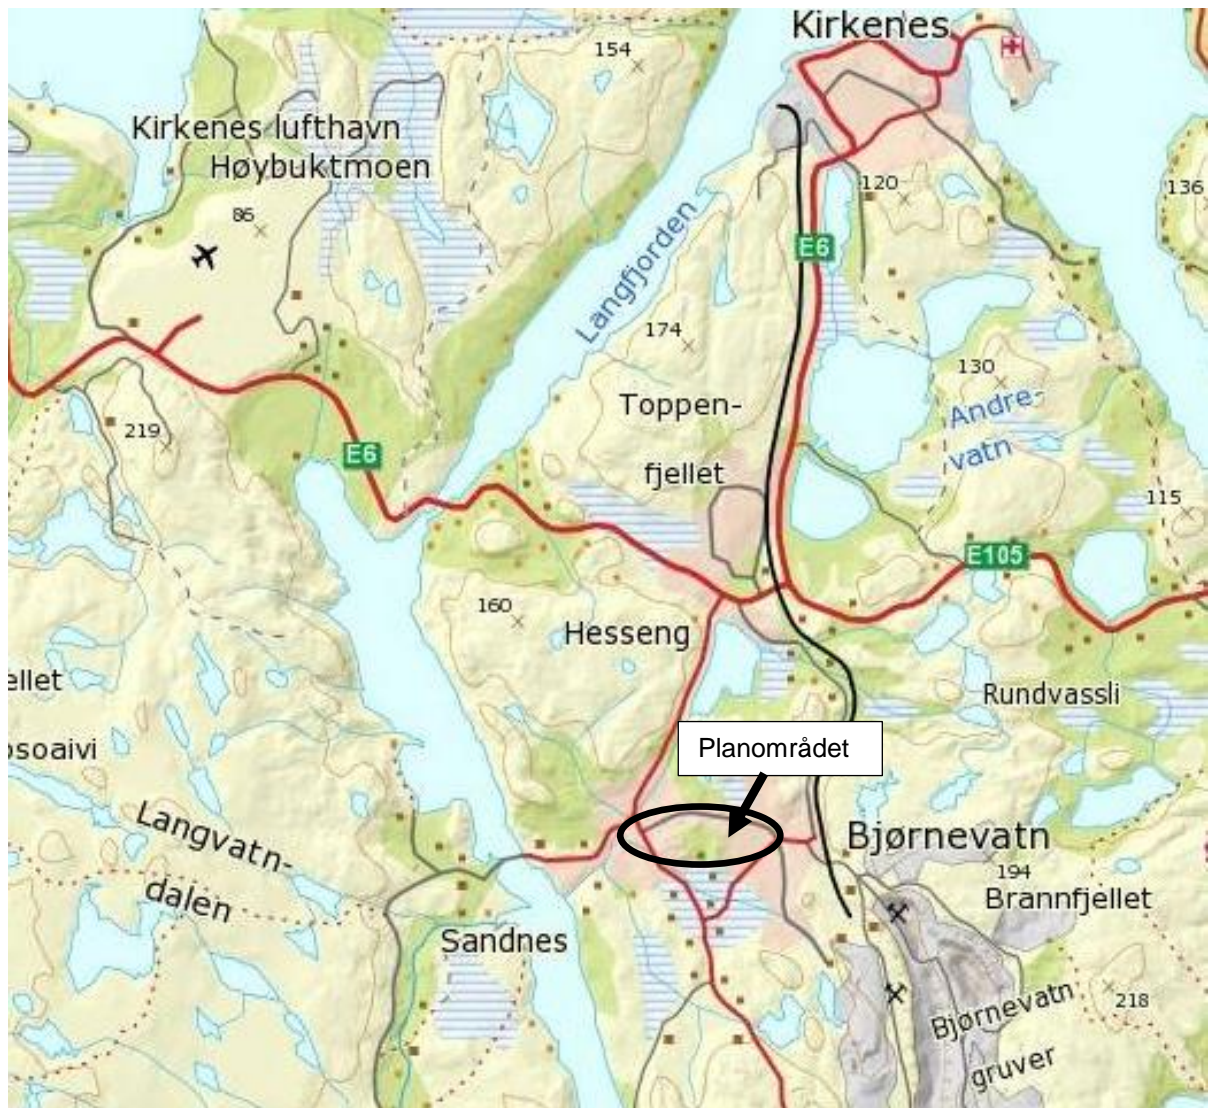 Kirkenes
154
Kirkenes lufthavn
Høybuktmoen
120
136
86
E6
Langfjorden
174
130
Toppen-
Andre-
219
E6
vatn
fjellet
115
E105
160
Hesseng
ellet
Rundvassli
osoaivi
Planområdet
Langvatn-
Bjørnevatn
194
dalen
Brannfjellet
Sandnes
218
Bjørnevatn
gruver